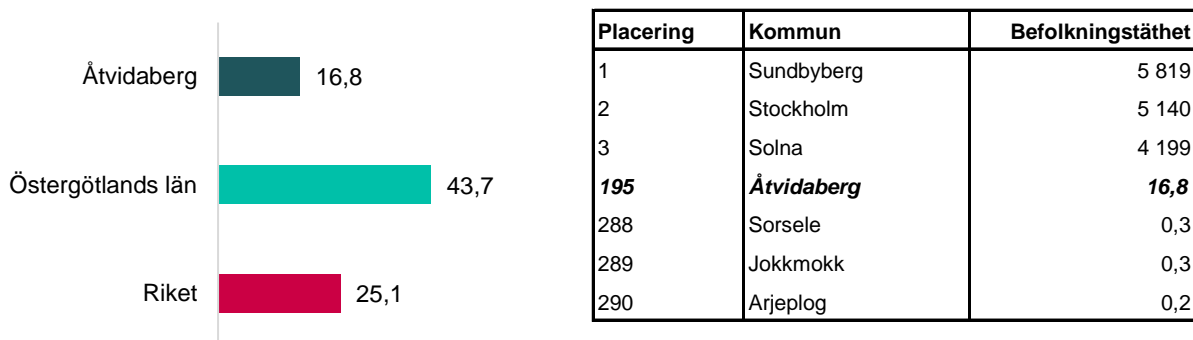 Åtvidaberg 16,8
Östergötlands län 43,7
Riket 25,1
Placering Kommun Befolkningstäthet
1 Sundbyberg 5 819
2 Stockholm 5 140
3 Solna 4 199
195 Åtvidaberg 16,8
288 Sorsele 0,3
289 Jokkmokk 0,3
290 Arjeplog 0,2